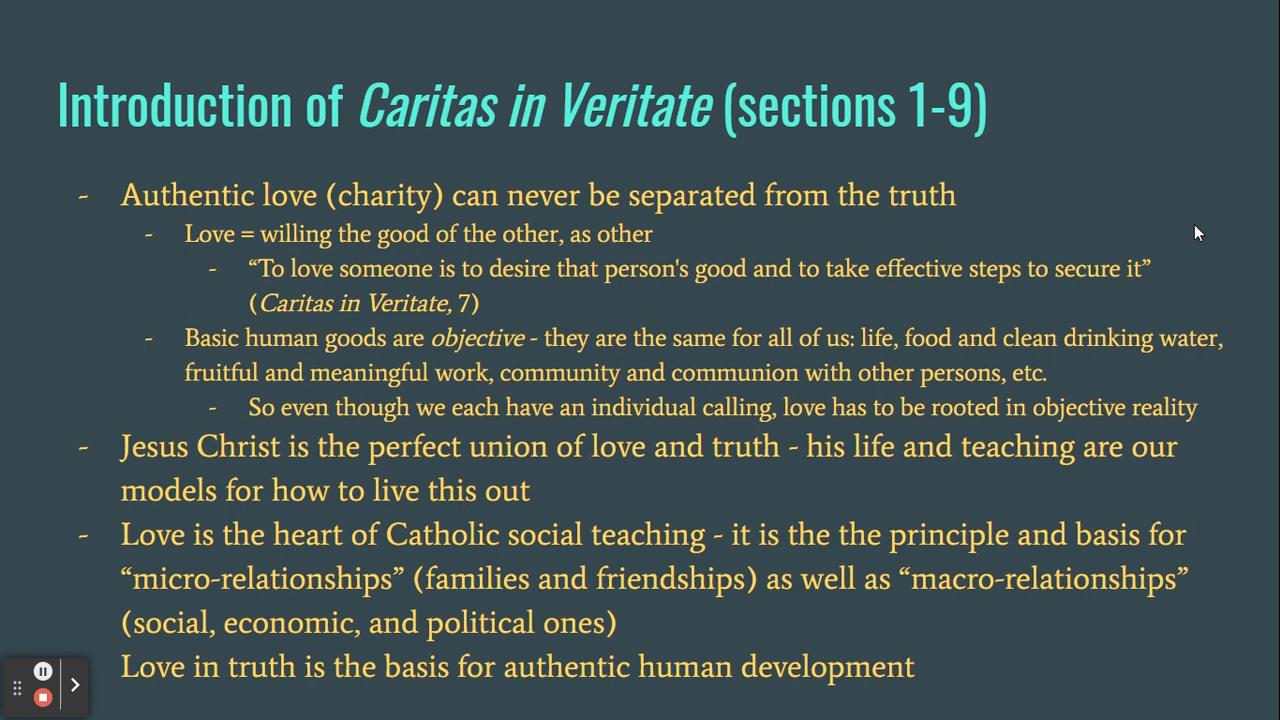 Introduction of Caritas in Veritate (sections 1-9)
- Authentic love (charity) can never be separated from the truth
- Love = willing the good of the other, as other
- “To love someone is to desire that person's good and to take effective steps to secure it”
(Caritas in Veritate, 7)
- Basic human goods are objective - they are the same for all of us: life, food and clean drinking water,
fruitful and meaningful work, community and communion with other persons, etc.
- So even though we each have an individual calling, love has to be rooted in objective reality
- Jesus Christ is the perfect union of love and truth - his life and teaching are our
models for how to live this out
- Love is the heart of Catholic social teaching - it is the the principle and basis for
“micro-relationships” (families and friendships) as well as “macro-relationships”
(social, economic, and political ones)
Love in truth is the basis for authentic human development